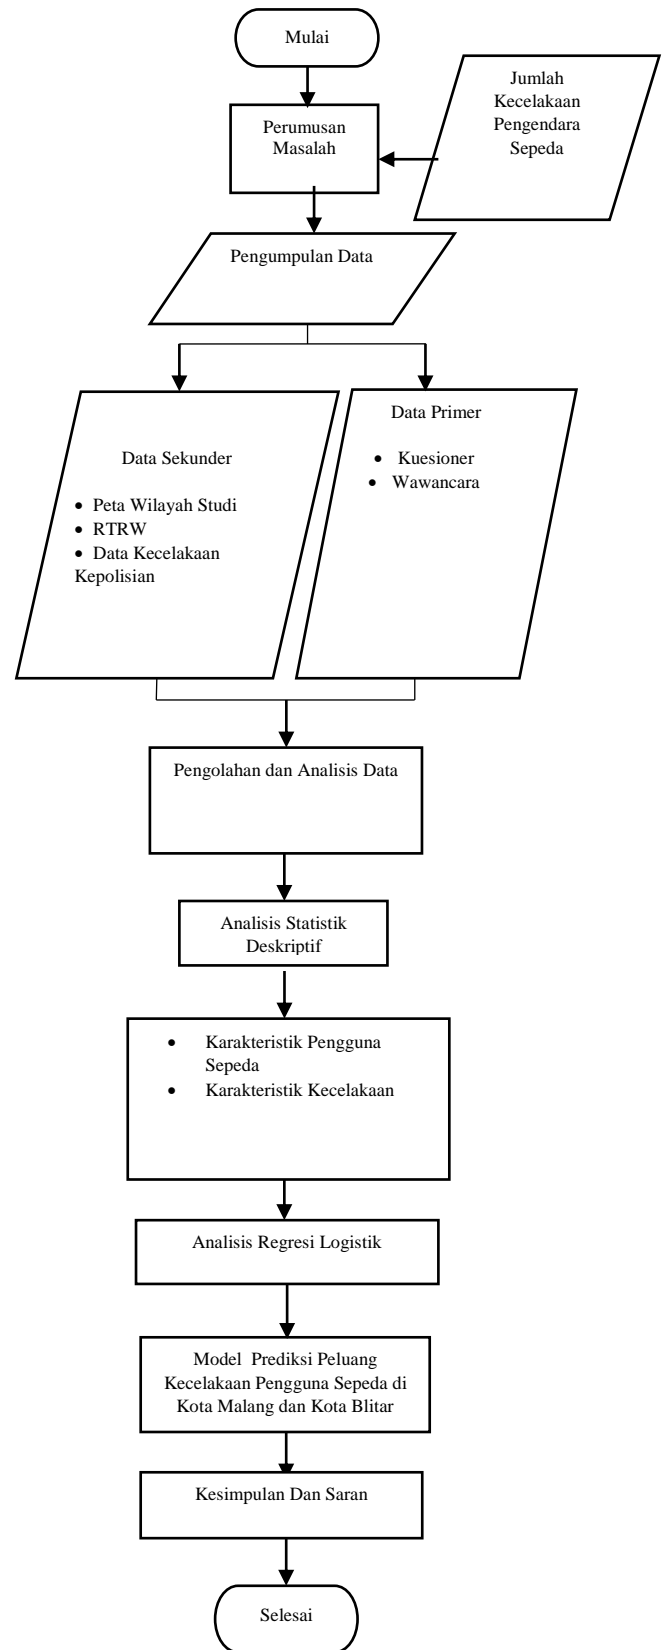 Mulai
Jumlah
Kecelakaan
Pengendara
Sepeda
Perumusan
Masalah
Pengumpulan Data
Data Sekunder
• Peta Wilayah Studi
• RTRW
• Data Kecelakaan
Kepolisian
Data Primer
• Kuesioner
• Wawancara
Pengolahan dan Analisis Data
Analisis Statistik
Deskriptif
• Karakteristik Pengguna
Sepeda
• Karakteristik Kecelakaan
Analisis Regresi Logistik
Model Prediksi Peluang
Kecelakaan Pengguna Sepeda di
Kota Malang dan Kota Blitar
Kesimpulan Dan Saran
Selesai